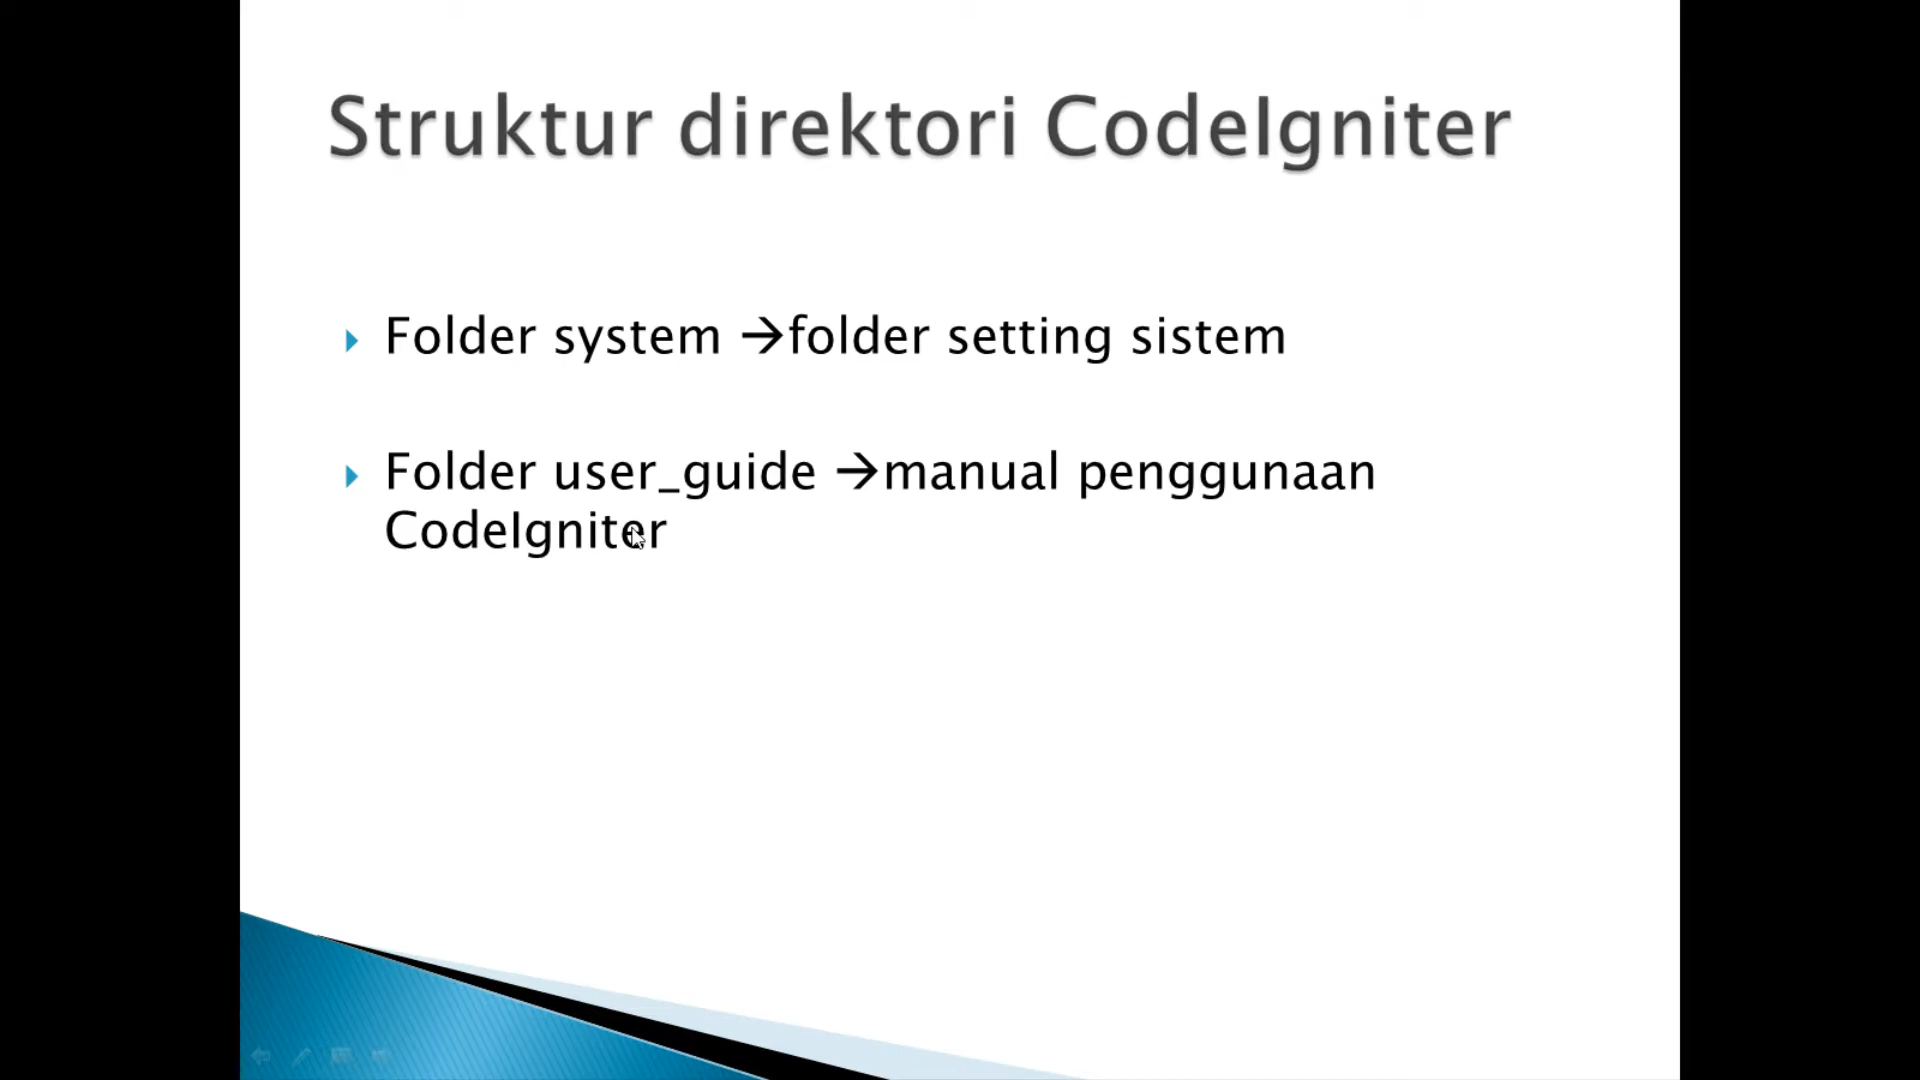 Struktur direktori CodeIgniter
Folder system →folder setting sistem
Folder user_guide →manual penggunaan
CodeIgniter